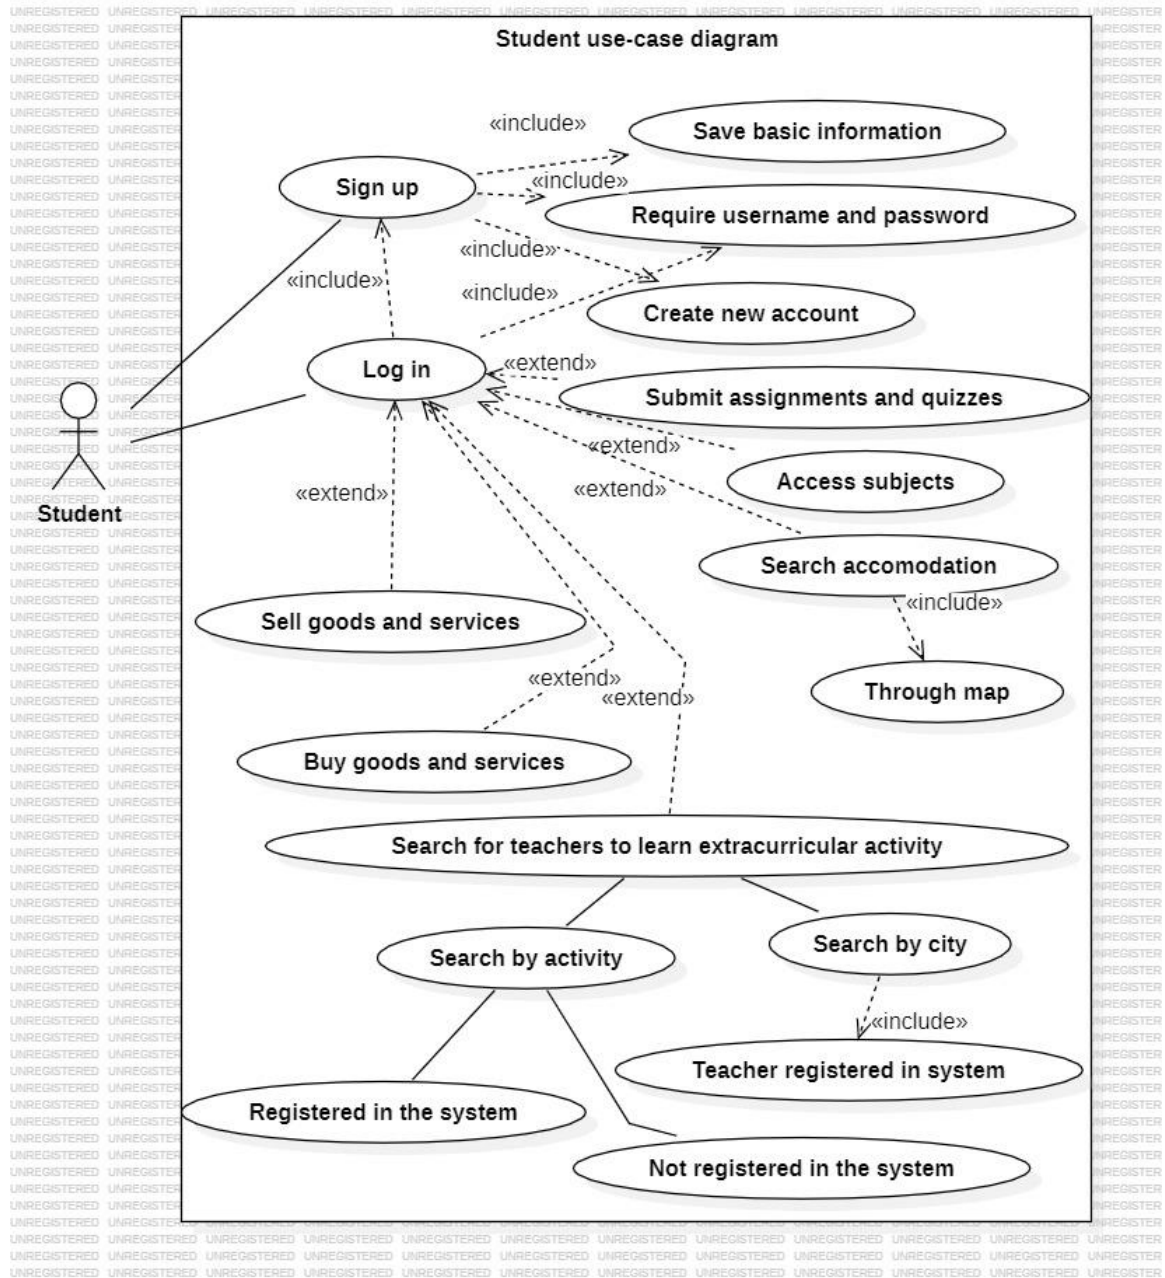 Student use-case diagram
«include»
Save basic information
Sign up
«include»
Require username and password
«include»
«include»
«include»
Create new account
Log in
«extend»
Submit assignments and quizzes
«extend»
Access subjects
«extend»
«extend»
Student
Search accomodation
«include»
Sell goods and services
«extend»
«extend»
Through map
Buy goods and services
Search for teachers to learn extracurricular activity
Search by activity
Search by city
«include»
Teacher registered in system
Registered in the system
Not registered in the system